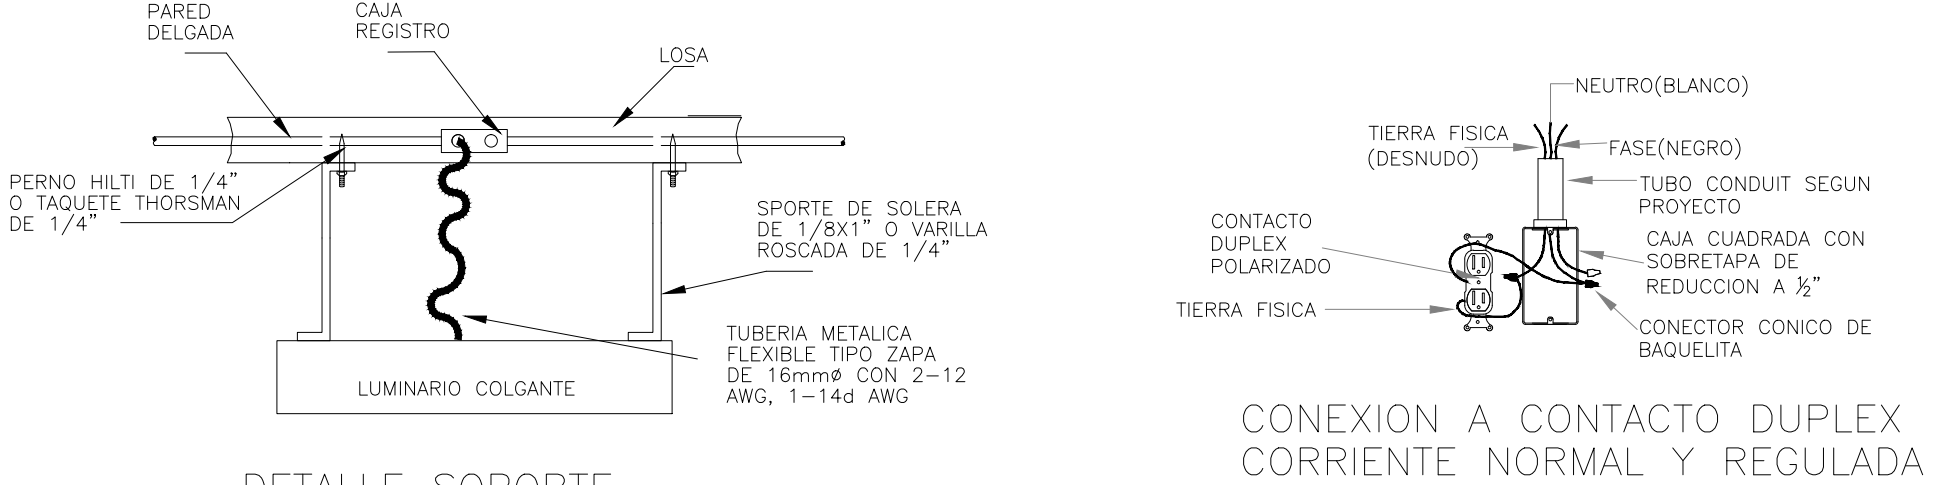 PARED
DELGADA
CAJA
REGISTRO
LOSA
PERNO HILTI DE 1/4”
O TAQUETE THORSMAN
DE 1/4”
SPORTE DE SOLERA
DE 1/8X1” O VARILLA
ROSCADA DE 1/4”
TUBERIA METALICA
FLEXIBLE TIPO ZAPA
DE 16mmø CON 2-12
AWG, 1-14d AWG
LUMINARIO COLGANTE
DETALLE SOPORTE
NEUTRO(BLANCO)
TIERRA FISICA
(DESNUDO)
FASE(NEGRO)
TUBO CONDUIT SEGUN
PROYECTO
CONTACTO
DUPLEX
POLARIZADO
CAJA CUADRADA CON
SOBRETAPA DE
REDUCCION A ½”
TIERRA FISICA
CONECTOR CONICO DE
BAQUELITA
CONEXION A CONTACTO DUPLEX
CORRIENTE NORMAL Y REGULADA